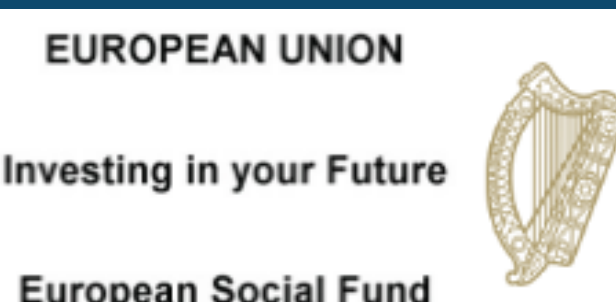 EUROPEAN UNION
Investing in your Future
European Social Fund